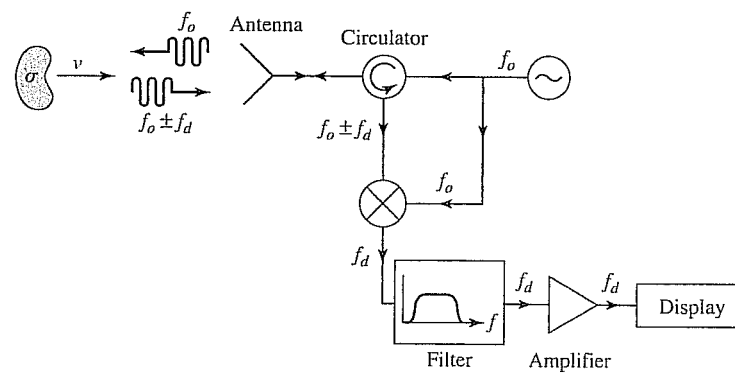 f_o
Antenna
Circulator
f_o
σ
v
f_o ± f_d
f_o ± f_d
f_o
f_d
f_d
f_d
Display
f
Filter
Amplifier